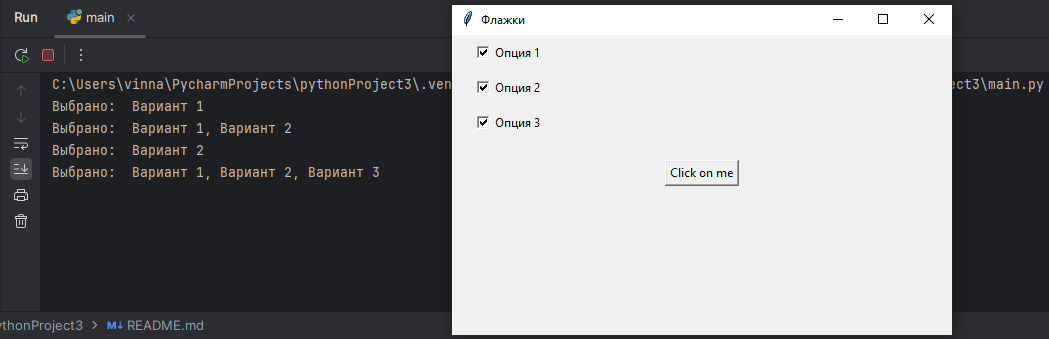 Run main
C:\Users\vinna\PycharmProjects\pythonProject3\.ven
ect3\main.py
Выбрано:  Вариант 1
Выбрано:  Вариант 1, Вариант 2
Выбрано:  Вариант 2
Выбрано:  Вариант 1, Вариант 2, Вариант 3
ythonProject3 > M↓ README.md
Флажки
Опция 1
Опция 2
Опция 3
Click on me